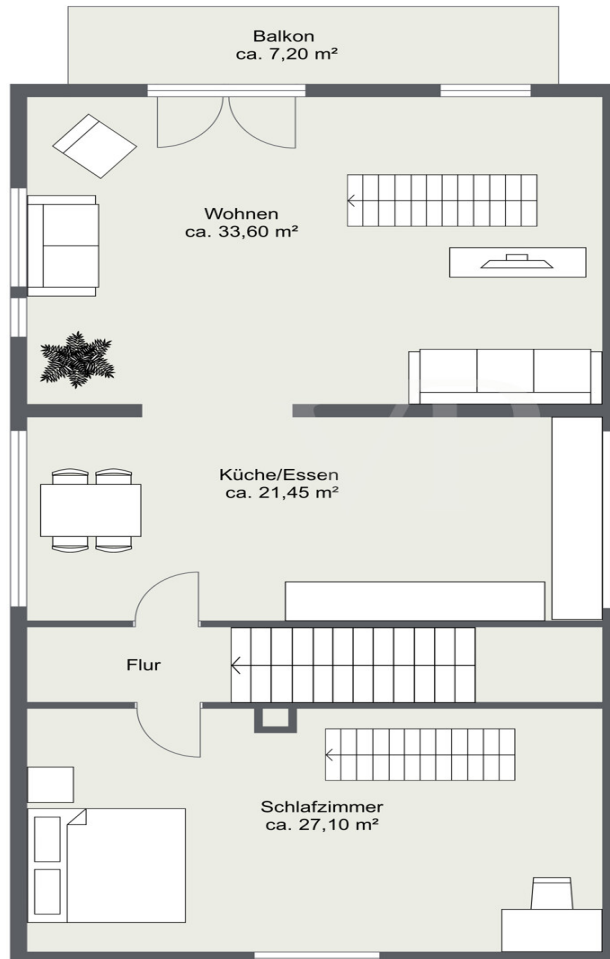 Balkon
ca. 7,20 m²
Wohnen
ca. 33,60 m²
Küche/Essen
ca. 21,45 m²
Flur
Schlafzimmer
ca. 27,10 m²